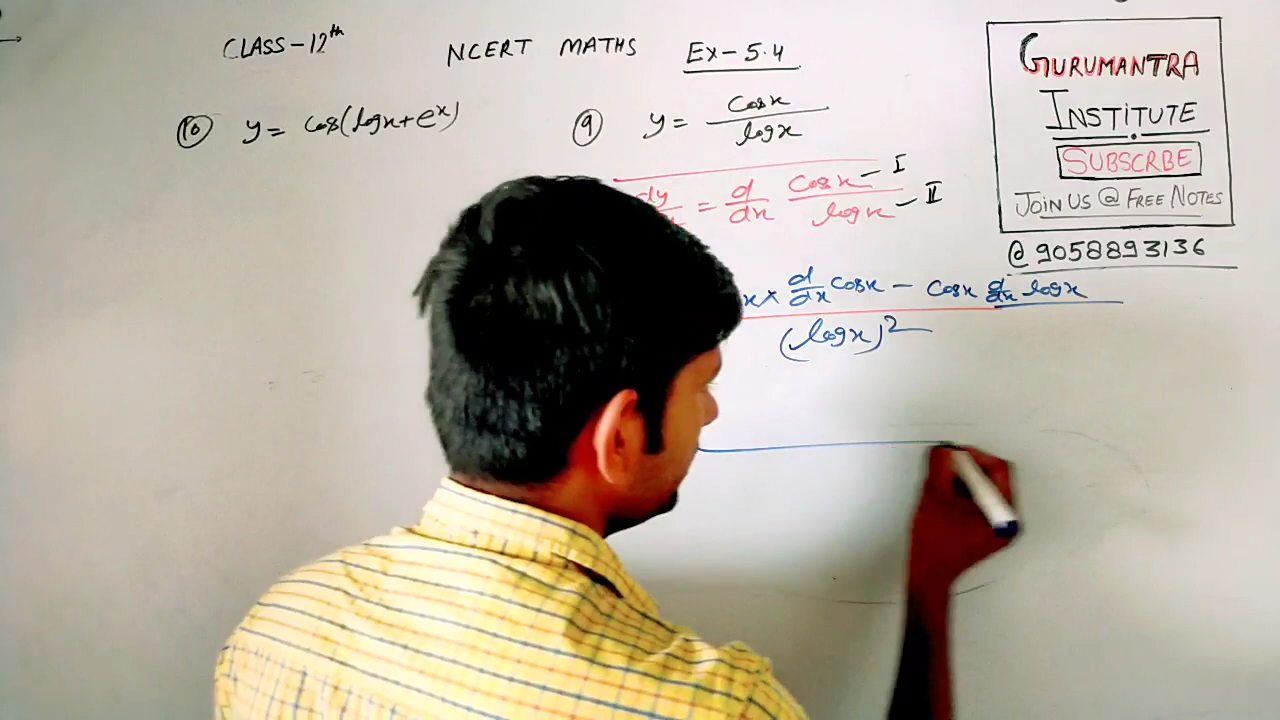 CLASS-12th NCERT MATHS Ex-5.4
(10) y = cos(logx+e^x)
(9) y = cosx / logx
dy = d/dx cosx - I / logx - II
x × d/dx cosx - cosx d/dx logx
(logx)^2
GURUMANTRA
INSTITUTE
SUBSCRBE
JOIN US @ FREE NOTES
@ 9058893136